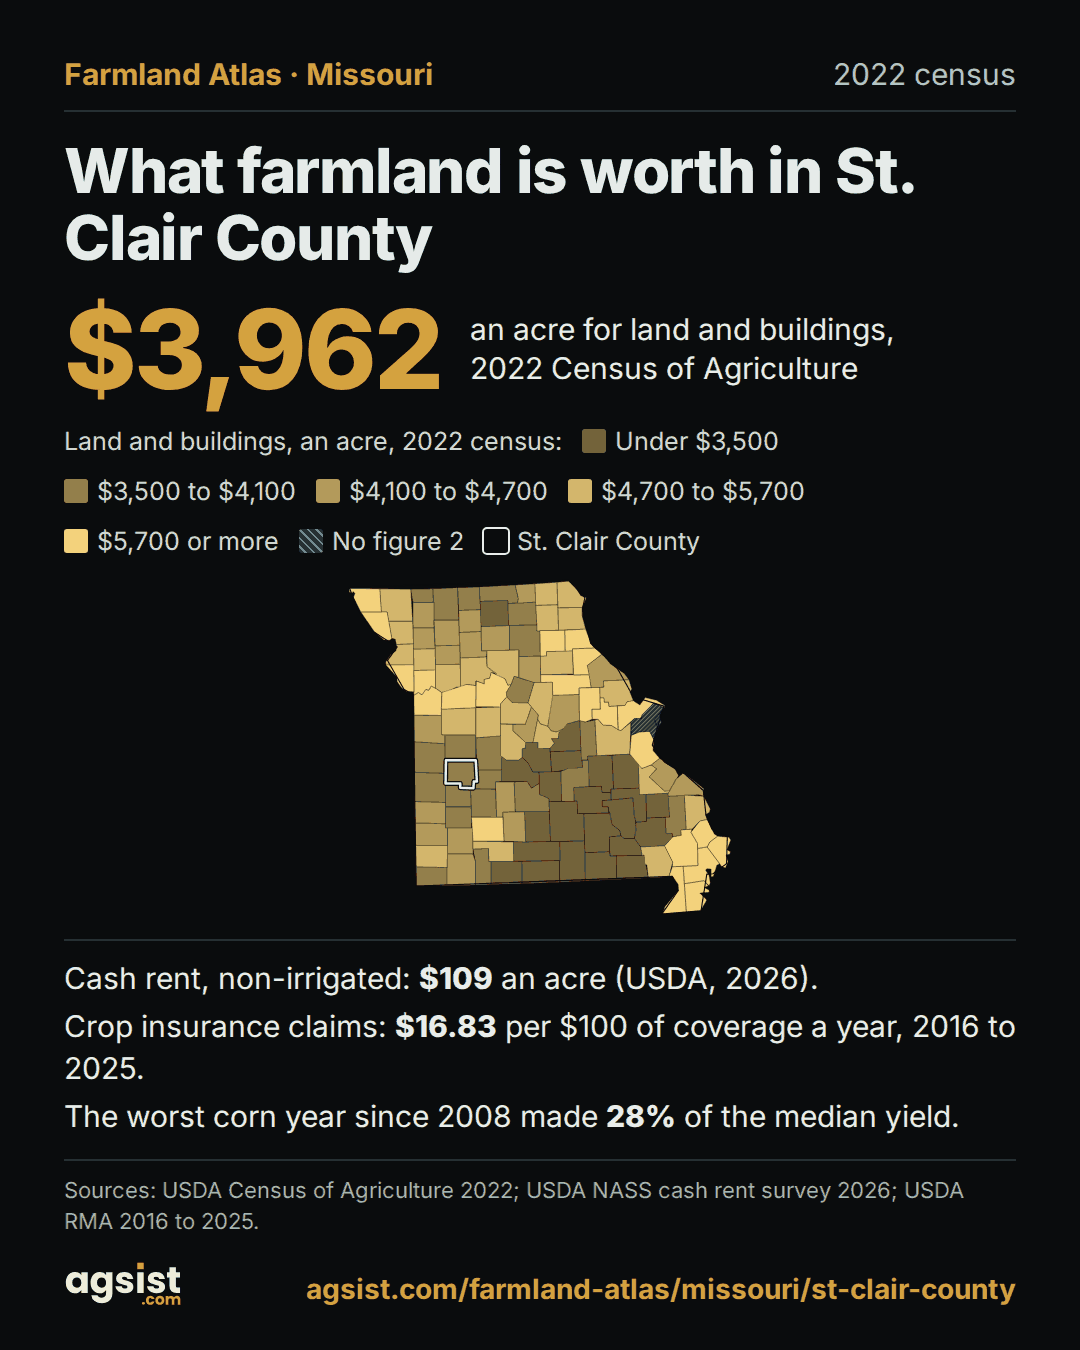 Farmland Atlas · Missouri
2022 census
What farmland is worth in St.
Clair County
$3,962
an acre for land and buildings,
2022 Census of Agriculture
Land and buildings, an acre, 2022 census: Under $3,500
$3,500 to $4,100 $4,100 to $4,700 $4,700 to $5,700
$5,700 or more No figure 2 St. Clair County
Cash rent, non-irrigated: $109 an acre (USDA, 2026).
Crop insurance claims: $16.83 per $100 of coverage a year, 2016 to
2025.
The worst corn year since 2008 made 28% of the median yield.
Sources: USDA Census of Agriculture 2022; USDA NASS cash rent survey 2026; USDA
RMA 2016 to 2025.
agsist
.com
agsist.com/farmland-atlas/missouri/st-clair-county